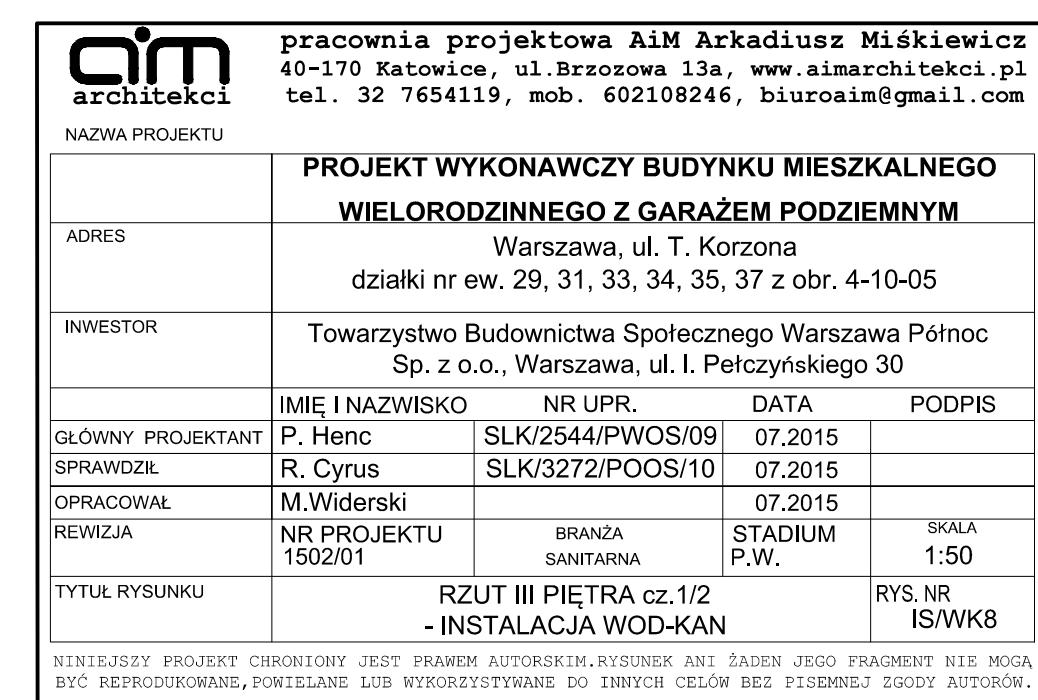 aim
architekci
pracownia projektowa AiM Arkadiusz Miśkiewicz
40-170 Katowice, ul.Brzozowa 13a, www.aimarchitekci.pl
tel. 32 7654119, mob. 602108246, biuroaim@gmail.com
NAZWA PROJEKTU
PROJEKT WYKONAWCZY BUDYNKU MIESZKALNEGO
WIELORODZINNEGO Z GARAŻEM PODZIEMNYM
ADRES
Warszawa, ul. T. Korzona
działki nr ew. 29, 31, 33, 34, 35, 37 z obr. 4-10-05
INWESTOR
Towarzystwo Budownictwa Społecznego Warszawa Północ
Sp. z o.o., Warszawa, ul. I. Pełczyńskiego 30
IMIĘ I NAZWISKO NR UPR. DATA PODPIS
GŁÓWNY PROJEKTANT P. Henc SLK/2544/PWOS/09 07.2015
SPRAWDZIŁ R. Cyrus SLK/3272/POOS/10 07.2015
OPRACOWAŁ M.Widerski 07.2015
REWIZJA NR PROJEKTU BRANŻA STADIUM SKALA
1502/01 SANITARNA P.W. 1:50
TYTUŁ RYSUNKU RZUT III PIĘTRA cz.1/2 RYS. NR
- INSTALACJA WOD-KAN IS/WK8
NINIEJSZY PROJEKT CHRONIONY JEST PRAWEM AUTORSKIM.RYSUNEK ANI ŻADEN JEGO FRAGMENT NIE MOGĄ
BYĆ REPRODUKOWANE,POWIELANE LUB WYKORZYSTYWANE DO INNYCH CELÓW BEZ PISEMNEJ ZGODY AUTORÓW.